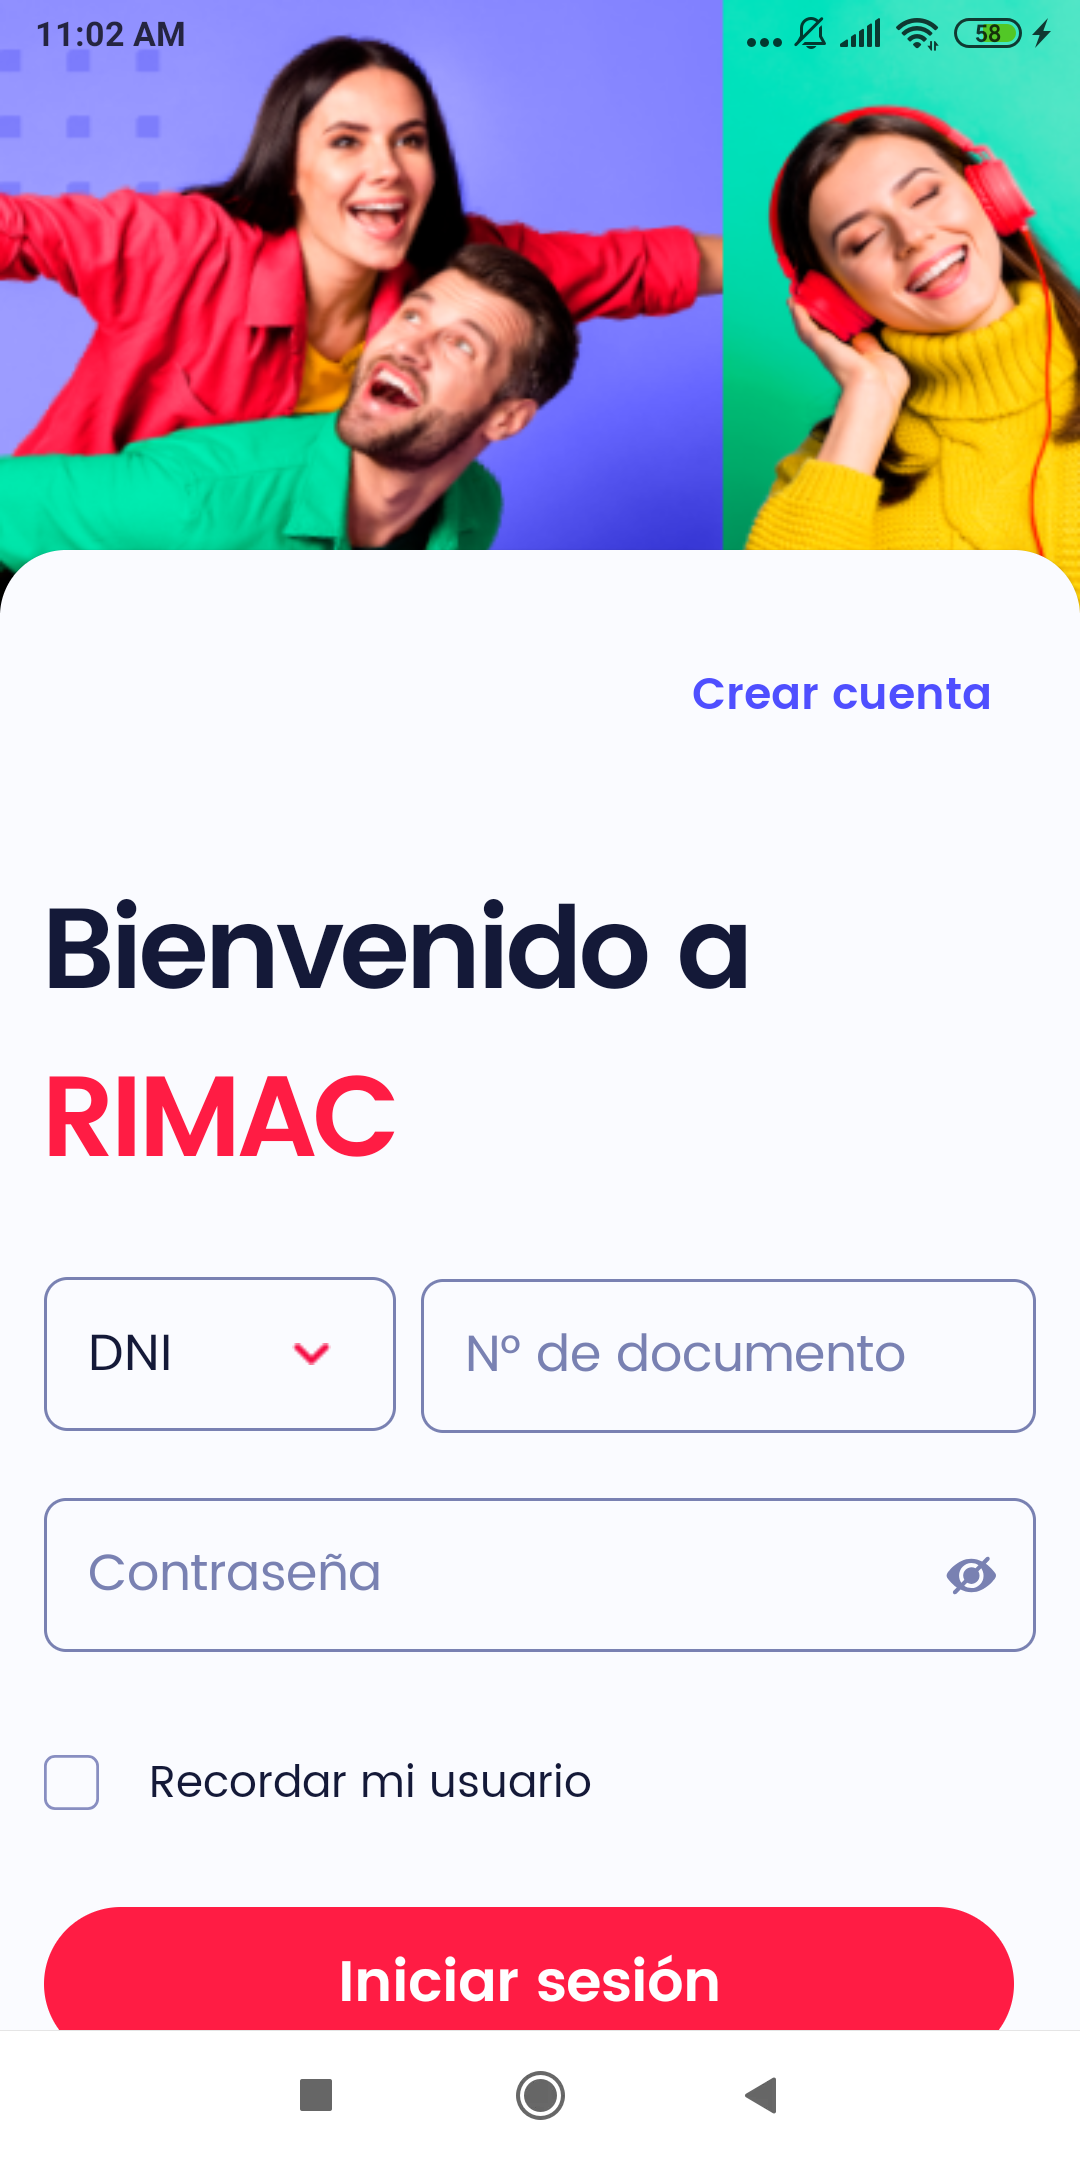 11:02 AM
58
Crear cuenta
Bienvenido a
RIMAC
DNI
Nº de documento
Contraseña
Recordar mi usuario
Iniciar sesión